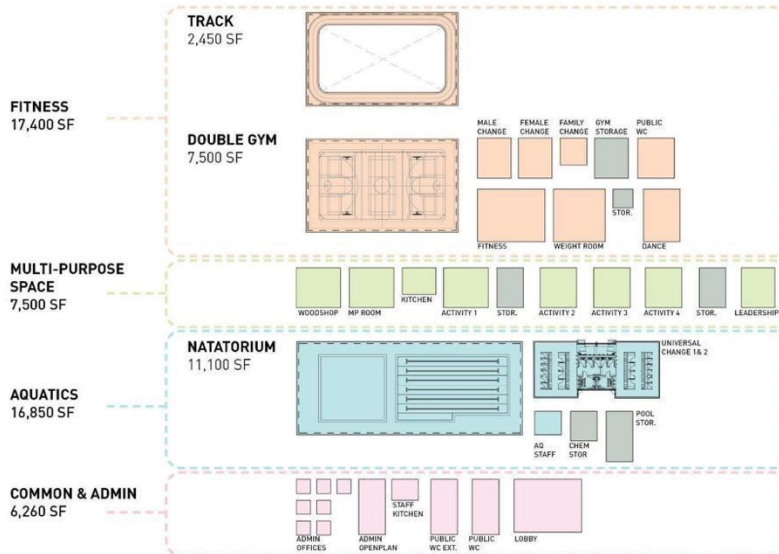 TRACK
2,450 SF
FITNESS
17,400 SF
DOUBLE GYM
7,500 SF
MALE
CHANGE
FEMALE
CHANGE
FAMILY
CHANGE
GYM
STORAGE
PUBLIC
WC
FITNESS
WEIGHT ROOM
STOR.
DANCE
MULTI-PURPOSE
SPACE
7,500 SF
WOODSHOP
MP ROOM
KITCHEN
ACTIVITY 1
STOR.
ACTIVITY 2
ACTIVITY 3
ACTIVITY 4
STOR.
LEADERSHIP
NATATORIUM
11,100 SF
UNIVERSAL
CHANGE 1& 2
AQUATICS
16,850 SF
AQ
STAFF
CHEM
STOR
POOL
STOR.
COMMON & ADMIN
6,260 SF
ADMIN
OFFICES
ADMIN
OPENPLAN
STAFF
KITCHEN
PUBLIC
WC EXT.
PUBLIC
WC
LOBBY